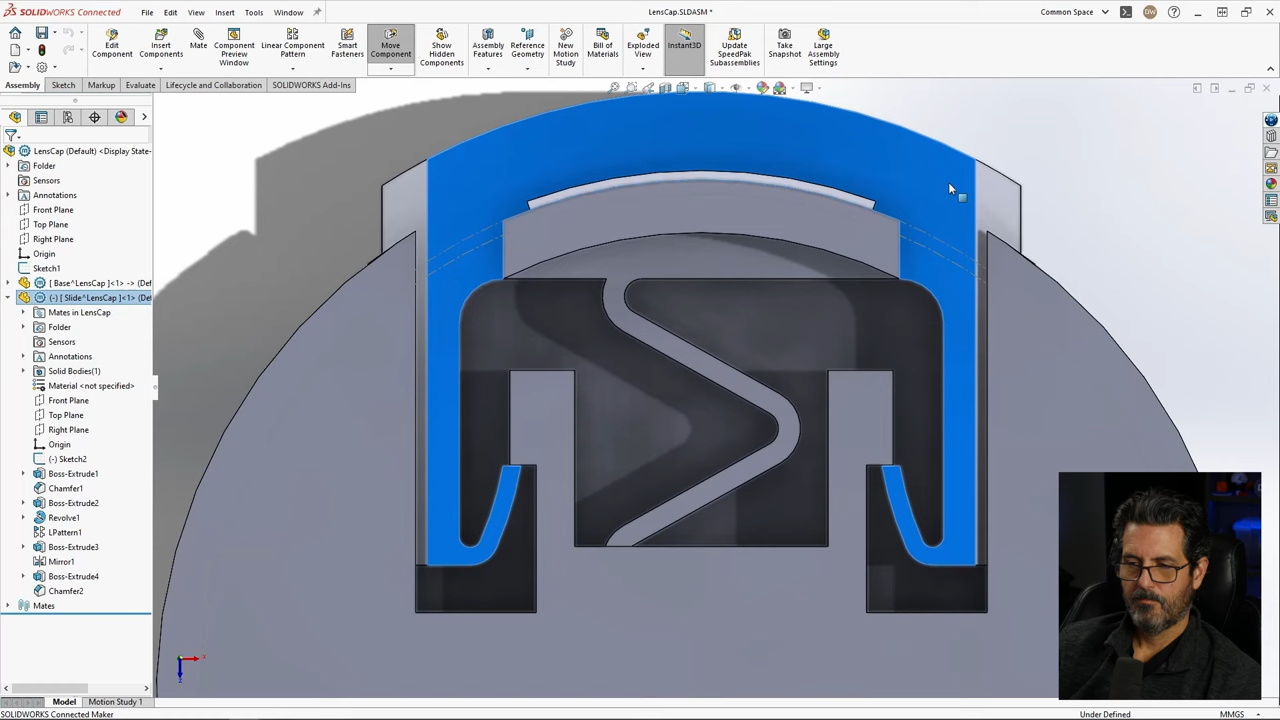 SOLIDWORKS Connected
File
Edit
View
Insert
Tools
Window
LensCap.SLDASM *
Common Space
Edit Component
Insert Components
Mate
Component Preview Window
Linear Component Pattern
Smart Fasteners
Move Component
Show Hidden Components
Assembly Features
Reference Geometry
New Motion Study
Bill of Materials
Exploded View
Instant3D
Update SpeedPak Subassemblies
Take Snapshot
Large Assembly Settings
Assembly
Sketch
Markup
Evaluate
Lifecycle and Collaboration
SOLIDWORKS Add-Ins
LensCap (Default) <Display State-
Folder
Sensors
Annotations
Front Plane
Top Plane
Right Plane
Origin
Sketch1
[ Base^LensCap ]<1> -> (Def
(-) [ Slide^LensCap ]<1> (Def
Mates in LensCap
Folder
Sensors
Annotations
Solid Bodies(1)
Material <not specified>
Front Plane
Top Plane
Right Plane
Origin
(-) Sketch2
Boss-Extrude1
Chamfer1
Boss-Extrude2
Revolve1
LPattern1
Boss-Extrude3
Mirror1
Boss-Extrude4
Chamfer2
Mates
Model
Motion Study 1
SOLIDWORKS Connected Maker
Under Defined
MMGS